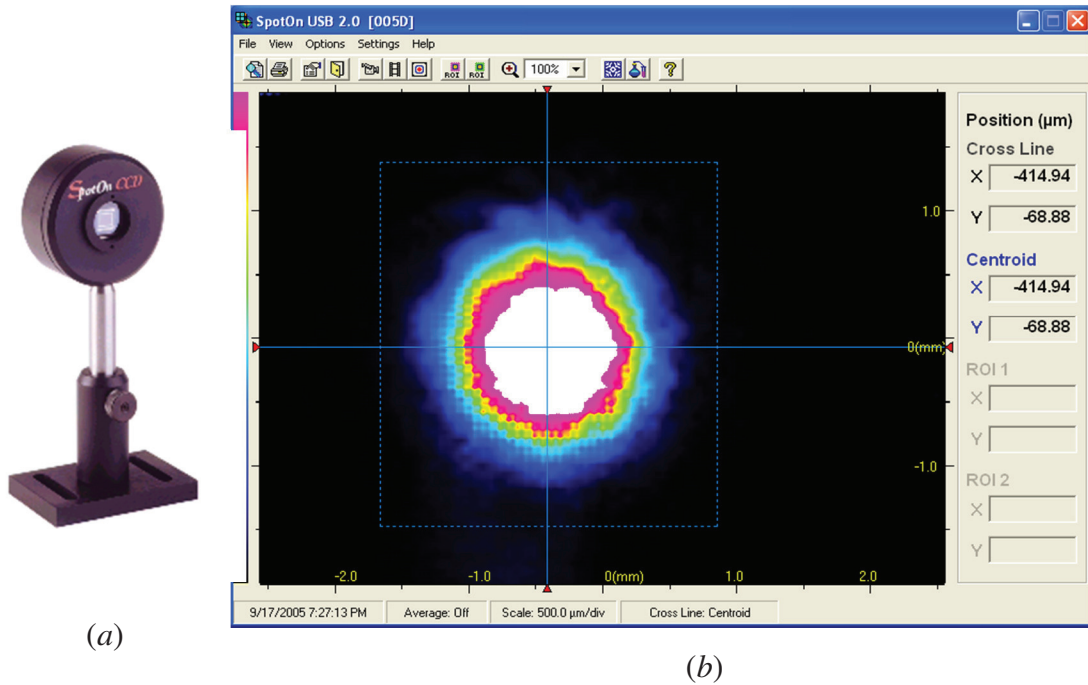 SpotOn CCD
(a)
SpotOn USB 2.0 [005D]
File View Options Settings Help
ROI ROI 100% ?
Position (µm)
Cross Line
X -414.94
Y -68.88
Centroid
X -414.94
Y -68.88
ROI 1
X
Y
ROI 2
X
Y
1.0
0(mm)
-1.0
-2.0 -1.0 0(mm) 1.0 2.0
9/17/2005 7:27:13 PM Average: Off Scale: 500.0 µm/div Cross Line: Centroid
(b)